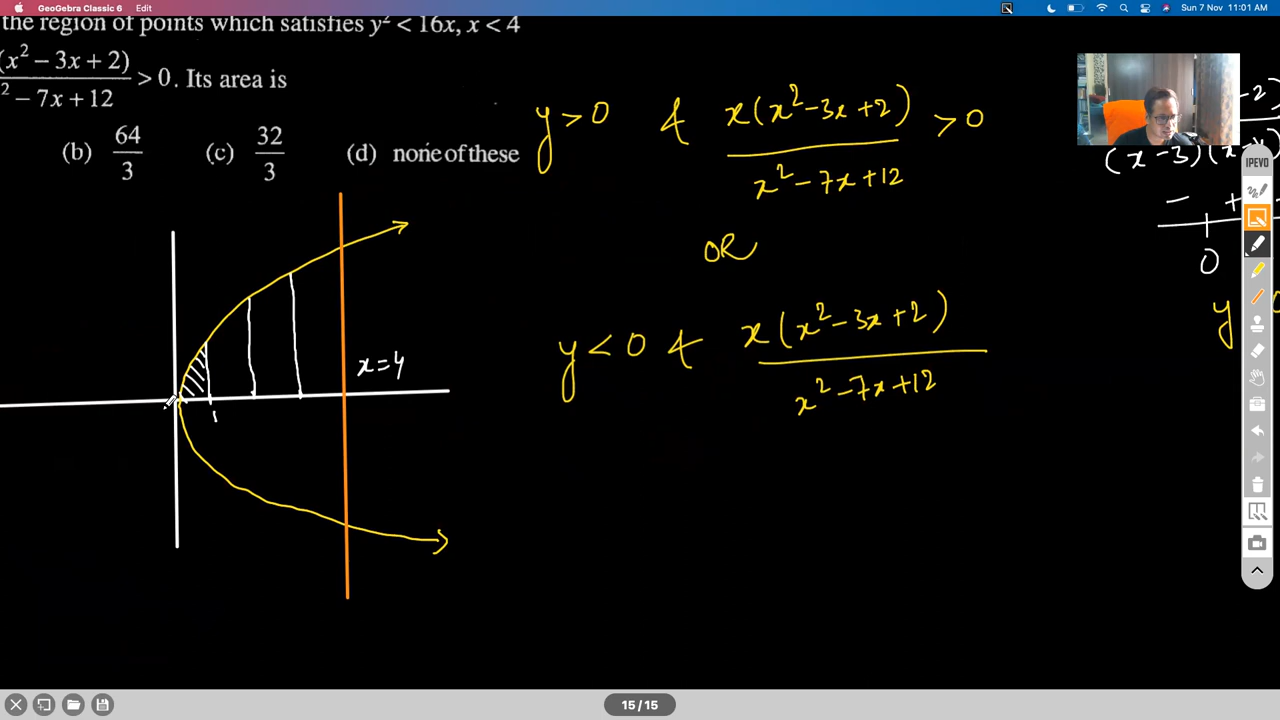 GeoGebra Classic 6 Edit Sun 7 Nov 11:01 AM
the region of points which satisfies y² < 16x, x < 4
(x² − 3x + 2)
² − 7x + 12
> 0. Its area is
(b) 64/3 (c) 32/3 (d) none of these
y > 0 & x(x² − 3x + 2)/x² − 7x + 12 > 0
OR
y < 0 & x(x² − 3x + 2)/x² − 7x + 12
x = 4
1
−2)
(x − 3)(x − 4)
− +
0
y
IPEVO
15 / 15